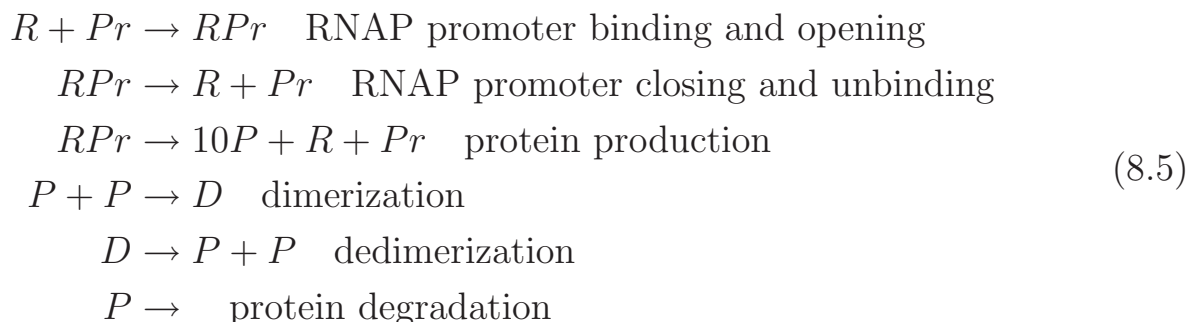 R + Pr → RPr RNAP promoter binding and opening
RPr → R + Pr RNAP promoter closing and unbinding
RPr → 10P + R + Pr protein production
(8.5)
P + P → D dimerization
D → P + P dedimerization
P → protein degradation